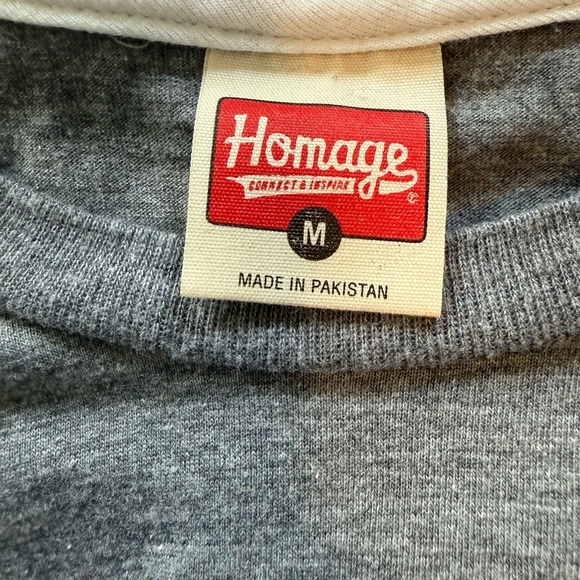 Homage
CONNECT & INSPIRE
M
MADE IN PAKISTAN